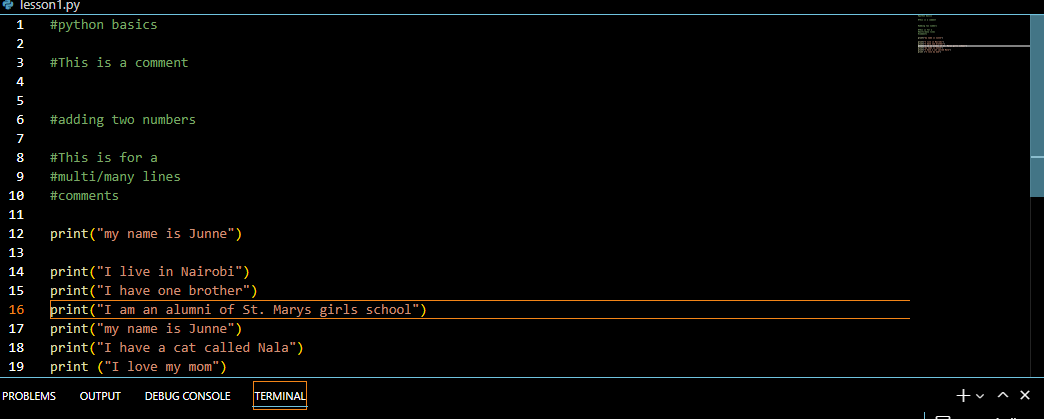 lesson1.py
1 #python basics
2
3 #This is a comment
4
5
6 #adding two numbers
7
8 #This is for a
9 #multi/many lines
10 #comments
11
12 print("my name is Junne")
13
14 print("I live in Nairobi")
15 print("I have one brother")
16 print("I am an alumni of St. Marys girls school")
17 print("my name is Junne")
18 print("I have a cat called Nala")
19 print ("I love my mom")
PROBLEMS OUTPUT DEBUG CONSOLE TERMINAL